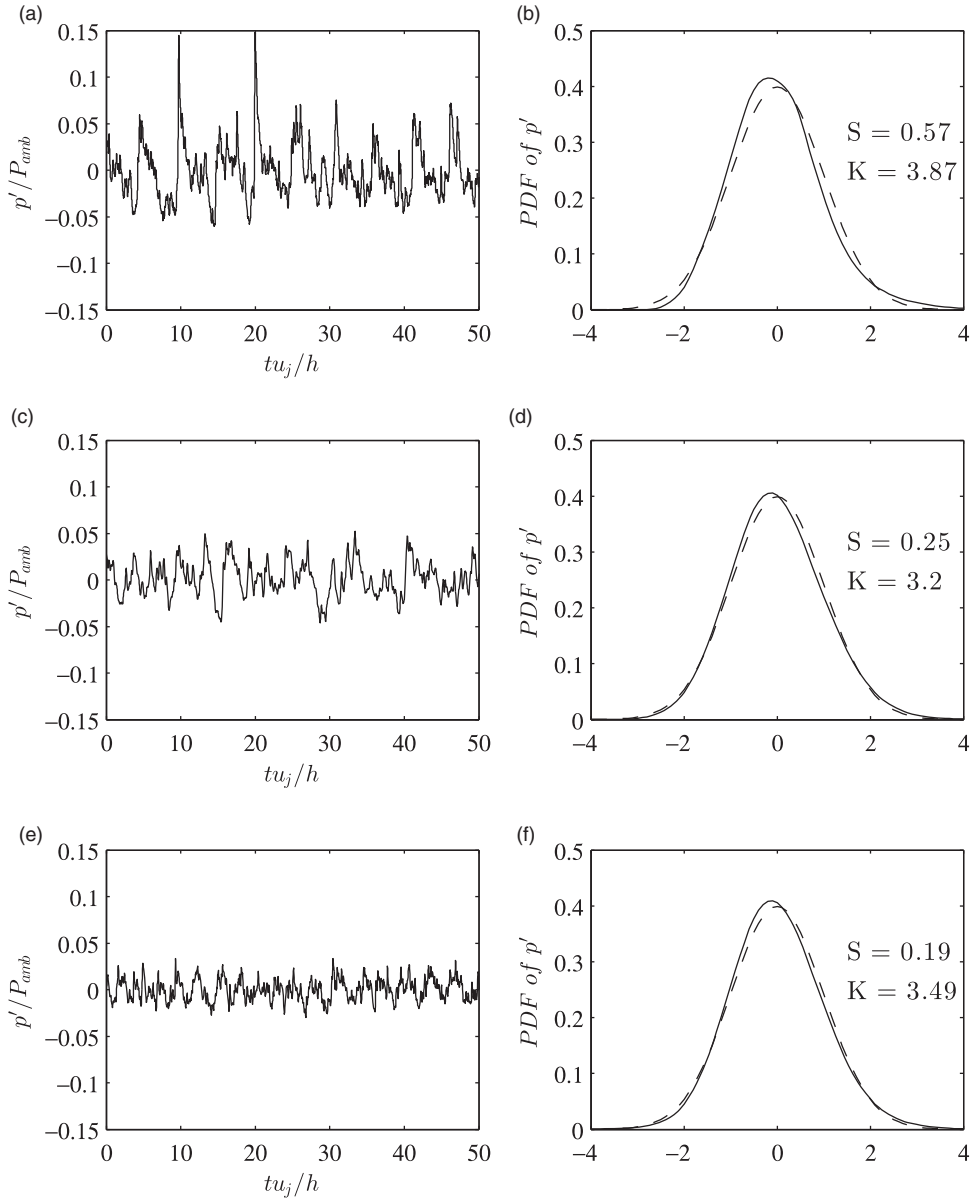 (a)
0.15
0.1
0.05
0
−0.05
−0.1
−0.15
p′/P_amb
0 10 20 30 40 50
tu_j/h
(b)
0.5
0.4
0.3
0.2
0.1
0
PDF of p′
S = 0.57
K = 3.87
−4 −2 0 2 4
(c)
0.15
0.1
0.05
0
−0.05
−0.1
−0.15
p′/P_amb
0 10 20 30 40 50
tu_j/h
(d)
0.5
0.4
0.3
0.2
0.1
0
PDF of p′
S = 0.25
K = 3.2
−4 −2 0 2 4
(e)
0.15
0.1
0.05
0
−0.05
−0.1
−0.15
p′/P_amb
0 10 20 30 40 50
tu_j/h
(f)
0.5
0.4
0.3
0.2
0.1
0
PDF of p′
S = 0.19
K = 3.49
−4 −2 0 2 4